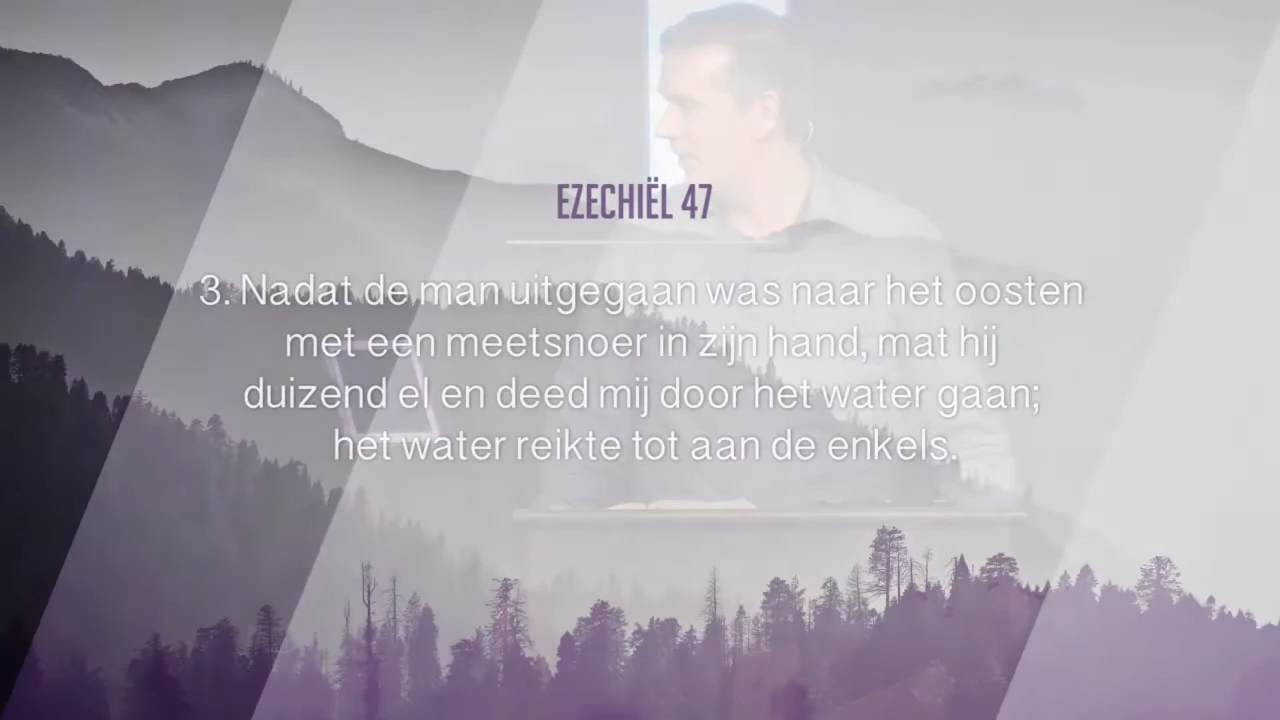 EZECHIËL 47
3. Nadat de man uitgegaan was naar het oosten
met een meetsnoer in zijn hand, mat hij
duizend el en deed mij door het water gaan;
het water reikte tot aan de enkels.